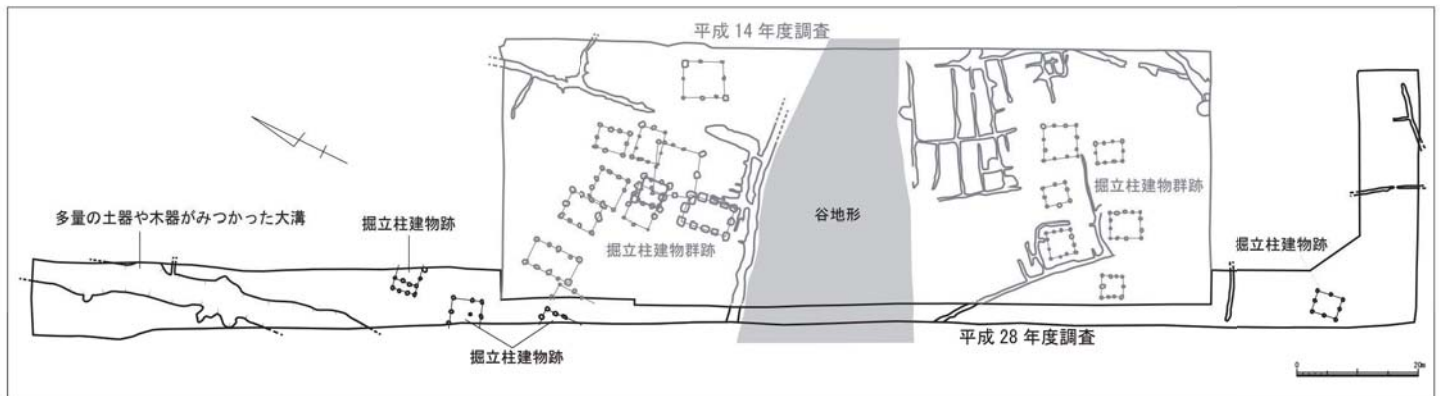 平成 14 年度調査
多量の土器や木器がみつかった大溝
掘立柱建物跡
掘立柱建物群跡
谷地形
掘立柱建物群跡
掘立柱建物跡
掘立柱建物跡
平成 28 年度調査
0 20m